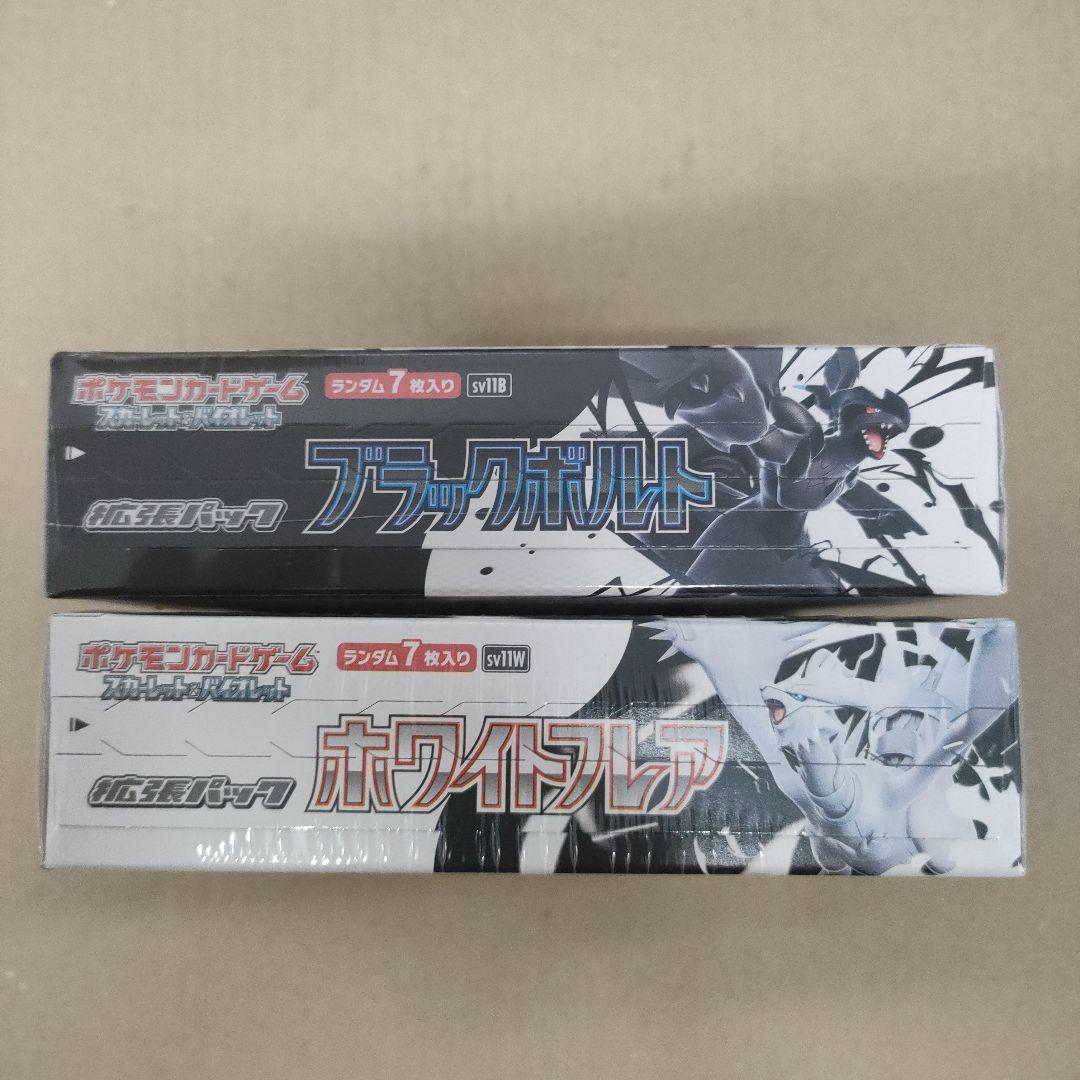 ポケモンカードゲーム
スカーレット&バイオレット
ランダム7枚入り sv11B
ブラックボルト
拡張パック
ポケモンカードゲーム
スカーレット&バイオレット
ランダム7枚入り sv11W
ホワイトフレア
拡張パック